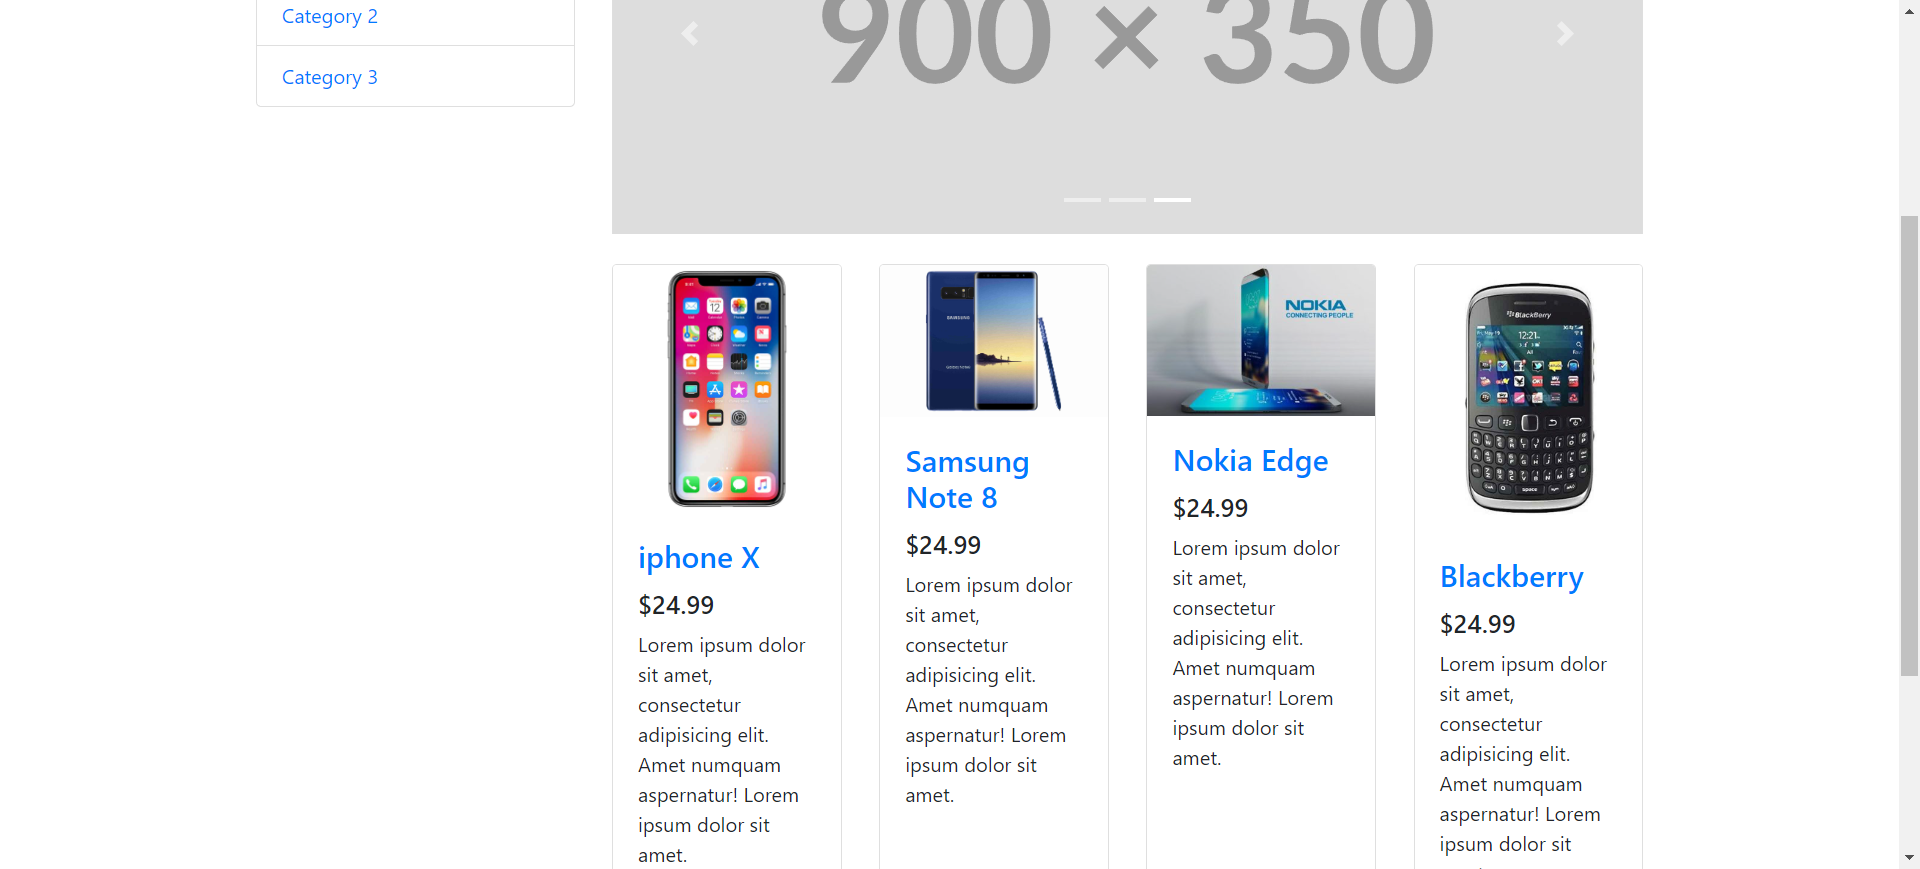 Category 2
Category 3
900 × 350
NOKIA
CONNECTING PEOPLE
SAMSUNG
BlackBerry
12:21
iphone X
$24.99
Lorem ipsum dolor
sit amet,
consectetur
adipisicing elit.
Amet numquam
aspernatur! Lorem
ipsum dolor sit
amet.
Samsung
Note 8
$24.99
Lorem ipsum dolor
sit amet,
consectetur
adipisicing elit.
Amet numquam
aspernatur! Lorem
ipsum dolor sit
amet.
Nokia Edge
$24.99
Lorem ipsum dolor
sit amet,
consectetur
adipisicing elit.
Amet numquam
aspernatur! Lorem
ipsum dolor sit
amet.
Blackberry
$24.99
Lorem ipsum dolor
sit amet,
consectetur
adipisicing elit.
Amet numquam
aspernatur! Lorem
ipsum dolor sit